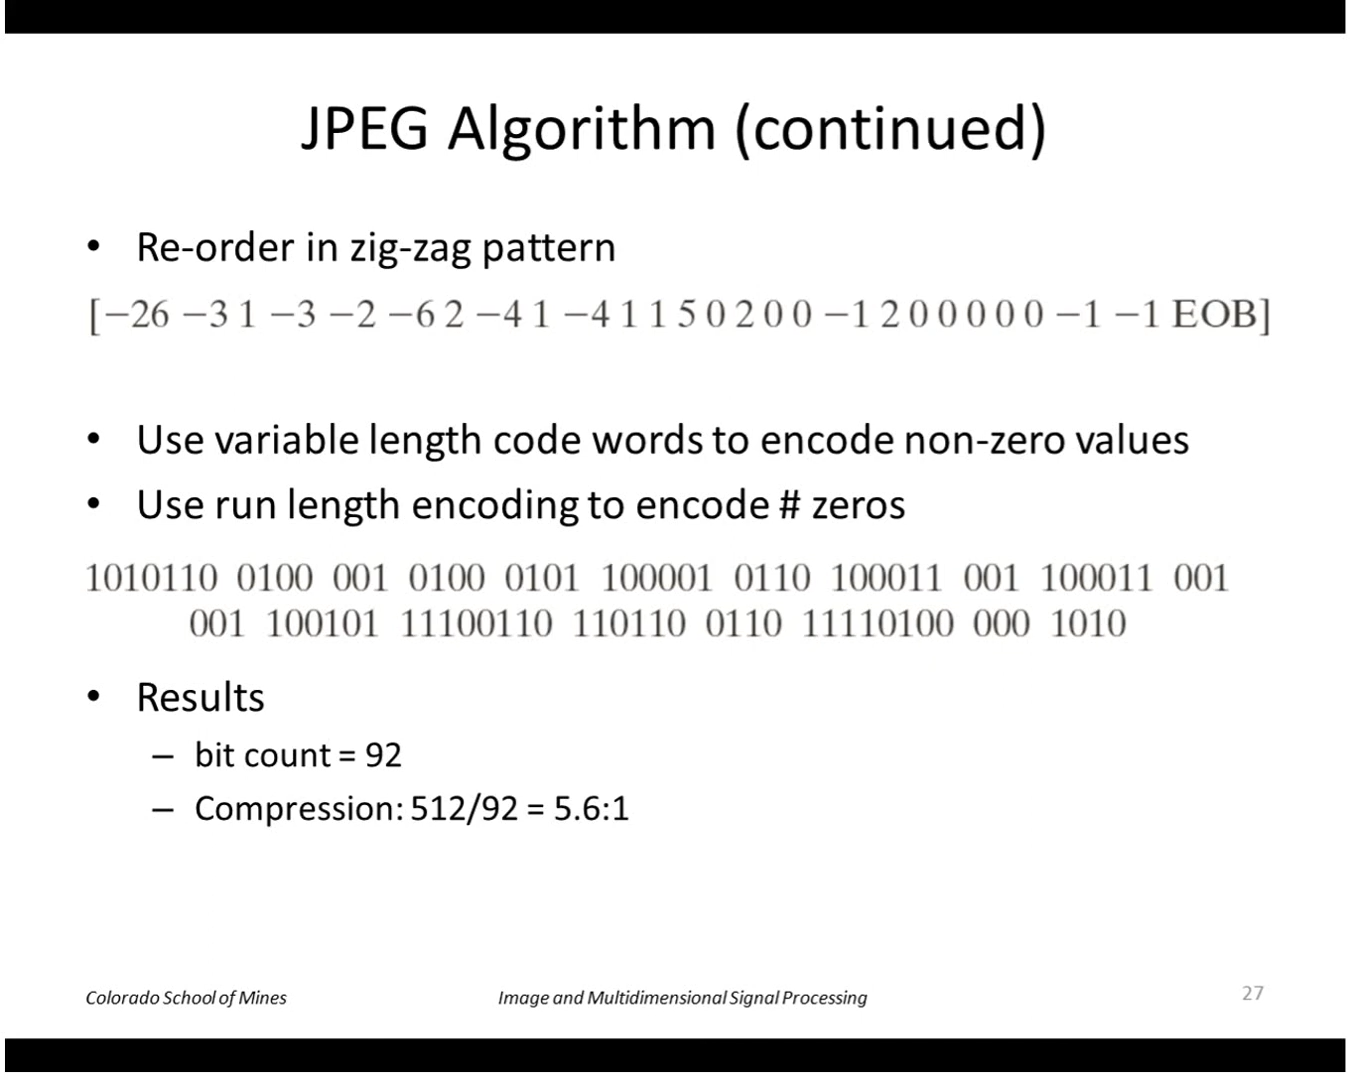 JPEG Algorithm (continued)
• Re-order in zig-zag pattern
[−26 −3 1 −3 −2 −6 2 −4 1 −4 1 1 5 0 2 0 0 −1 2 0 0 0 0 0 −1 −1 EOB]
• Use variable length code words to encode non-zero values
• Use run length encoding to encode # zeros
1010110 0100 001 0100 0101 100001 0110 100011 001 100011 001
001 100101 11100110 110110 0110 11110100 000 1010
• Results
– bit count = 92
– Compression: 512/92 = 5.6:1
Colorado School of Mines Image and Multidimensional Signal Processing 27